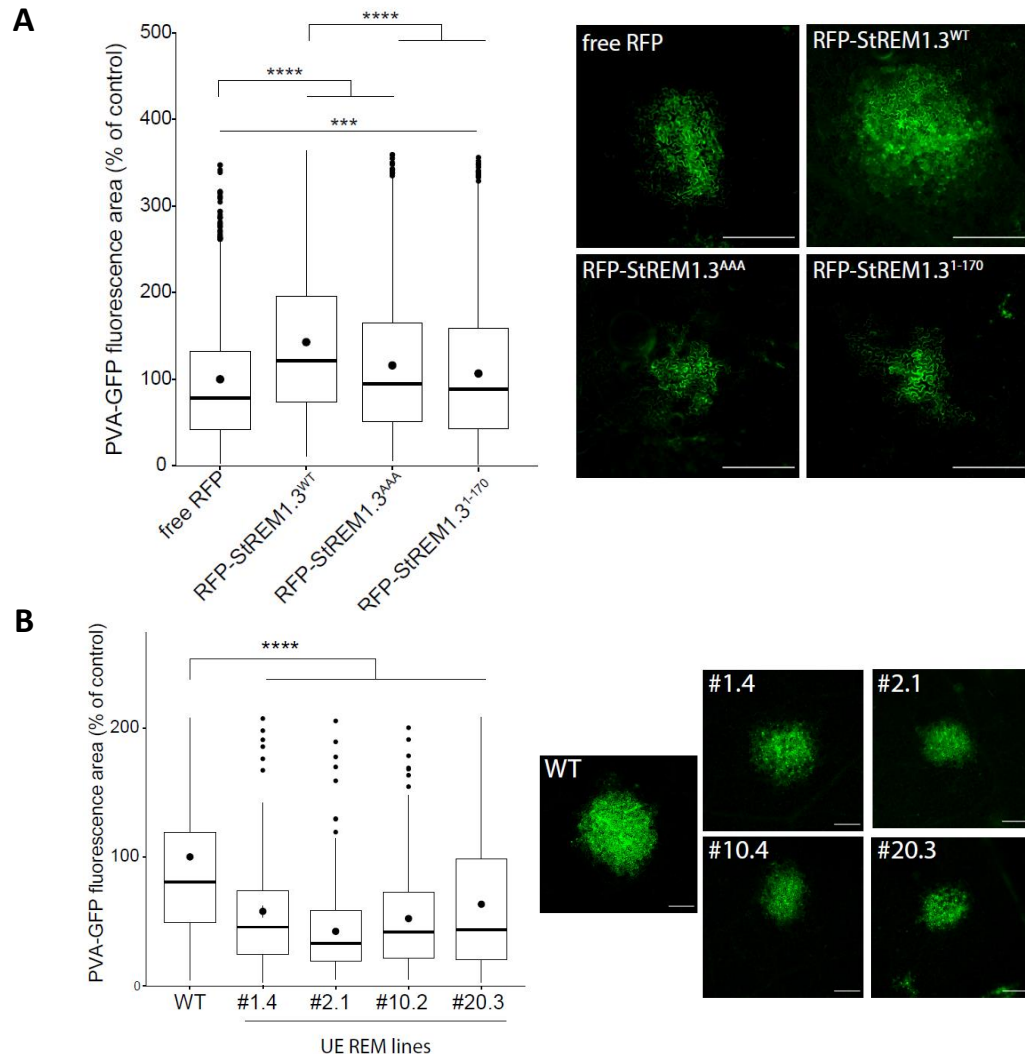 A
PVA-GFP fluorescence area (% of control)
500
400
300
200
100
0
****
****
***
free RFP
RFP-StREM1.3WT
RFP-StREM1.3AAA
RFP-StREM1.31-170
free RFP
RFP-StREM1.3WT
RFP-StREM1.3AAA
RFP-StREM1.31-170
B
PVA-GFP fluorescence area (% of control)
200
100
0
****
WT
#1.4
#2.1
#10.2
#20.3
UE REM lines
WT
#1.4
#2.1
#10.4
#20.3